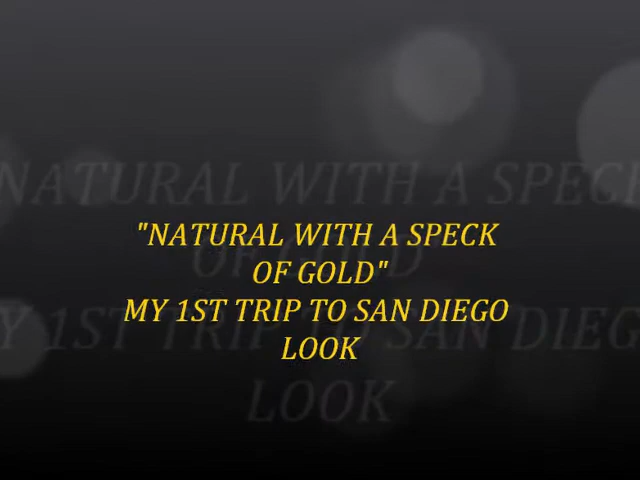 "NATURAL WITH A SPECK
OF GOLD"
MY 1ST TRIP TO SAN DIEGO
LOOK